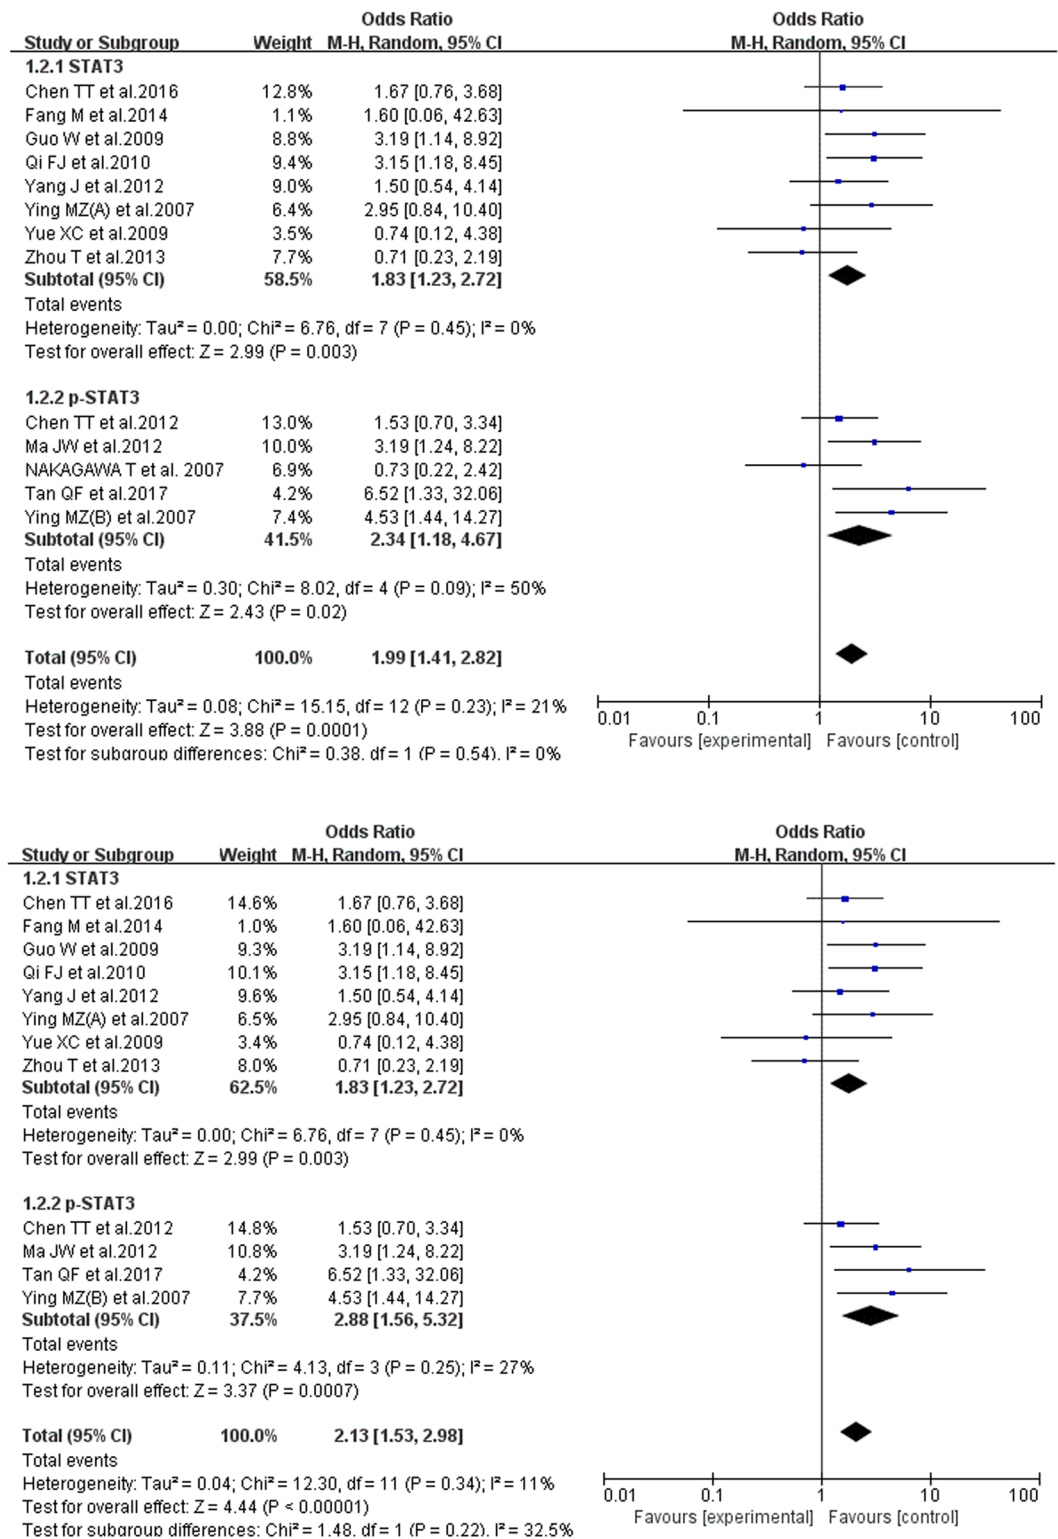 Odds Ratio Odds Ratio
Study or Subgroup Weight M-H, Random, 95% CI M-H, Random, 95% CI
1.2.1 STAT3
Chen TT et al.2016 12.8% 1.67 [0.76, 3.68]
Fang M et al.2014 1.1% 1.60 [0.06, 42.63]
Guo W et al.2009 8.8% 3.19 [1.14, 8.92]
Qi FJ et al.2010 9.4% 3.15 [1.18, 8.45]
Yang J et al.2012 9.0% 1.50 [0.54, 4.14]
Ying MZ(A) et al.2007 6.4% 2.95 [0.84, 10.40]
Yue XC et al.2009 3.5% 0.74 [0.12, 4.38]
Zhou T et.2013 7.7% 0.71 [0.23, 2.19]
Subtotal (95% CI) 58.5% 1.83 [1.23, 2.72]
Total events
Heterogeneity: Tau² = 0.00; Chi² = 6.76, df = 7 (P = 0.45); I² = 0%
Test for overall effect: Z = 2.99 (P = 0.003)
1.2.2 p-STAT3
Chen TT et al.2012 13.0% 1.53 [0.70, 3.34]
Ma JW et al.2012 10.0% 3.19 [1.24, 8.22]
NAKAGAWA T et al. 2007 6.9% 0.73 [0.22, 2.42]
Tan QF et al.2017 4.2% 6.52 [1.33, 32.06]
Ying MZ(B) et al.2007 7.4% 4.53 [1.44, 14.27]
Subtotal (95% CI) 41.5% 2.34 [1.18, 4.67]
Total events
Heterogeneity: Tau² = 0.30; Chi² = 8.02, df = 4 (P = 0.09); I² = 50%
Test for overall effect: Z = 2.43 (P = 0.02)
Total (95% CI) 100.0% 1.99 [1.41, 2.82]
Total events
Heterogeneity: Tau² = 0.08; Chi² = 15.15, df = 12 (P = 0.23); I² = 21%
Test for overall effect: Z = 3.88 (P = 0.0001)
Test for subgroup differences: Chi² = 0.38, df = 1 (P = 0.54), I² = 0%
0.01 0.1 1 10 100
Favours [experimental] Favours [control]
Odds Ratio Odds Ratio
Study or Subgroup Weight M-H, Random, 95% CI M-H, Random, 95% CI
1.2.1 STAT3
Chen TT et al.2016 14.6% 1.67 [0.76, 3.68]
Fang M et al.2014 1.0% 1.60 [0.06, 42.63]
Guo W et al.2009 9.3% 3.19 [1.14, 8.92]
Qi FJ et al.2010 10.1% 3.15 [1.18, 8.45]
Yang J et al.2012 9.6% 1.50 [0.54, 4.14]
Ying MZ(A) et al.2007 6.5% 2.95 [0.84, 10.40]
Yue XC et al.2009 3.4% 0.74 [0.12, 4.38]
Zhou T et al.2013 8.0% 0.71 [0.23, 2.19]
Subtotal (95% CI) 62.5% 1.83 [1.23, 2.72]
Total events
Heterogeneity: Tau² = 0.00; Chi² = 6.76, df = 7 (P = 0.45); I² = 0%
Test for overall effect: Z = 2.99 (P = 0.003)
1.2.2 p-STAT3
Chen TT et al.2012 14.8% 1.53 [0.70, 3.34]
Ma JW et al.2012 10.8% 3.19 [1.24, 8.22]
Tan QF et al.2017 4.2% 6.52 [1.33, 32.06]
Ying MZ(B) et al.2007 7.7% 4.53 [1.44, 14.27]
Subtotal (95% CI) 37.5% 2.88 [1.56, 5.32]
Total events
Heterogeneity: Tau² = 0.11; Chi² = 4.13, df = 3 (P = 0.25); I² = 27%
Test for overall effect: Z = 3.37 (P = 0.0007)
Total (95% CI) 100.0% 2.13 [1.53, 2.98]
Total events
Heterogeneity: Tau² = 0.04; Chi² = 12.30, df = 11 (P = 0.34); I² = 11%
Test for overall effect: Z = 4.44 (P < 0.00001)
Test for subgroup differences: Chi² = 1.48, df = 1 (P = 0.22), I² = 32.5%
0.01 0.1 1 10 100
Favours [experimental] Favours [control]